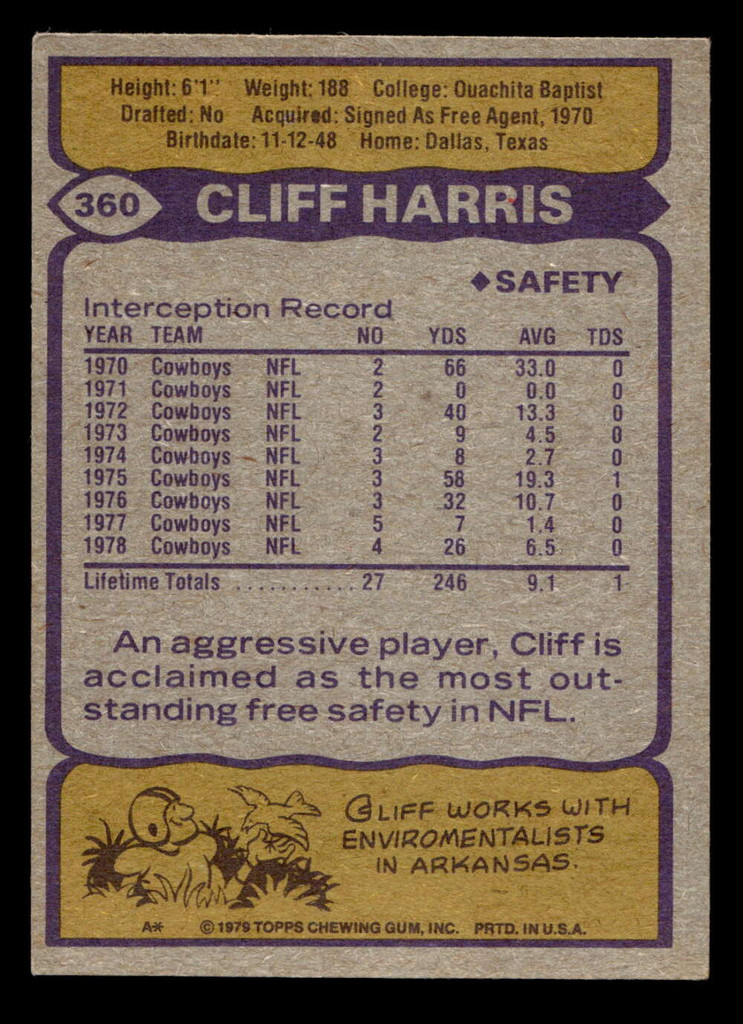 Height: 6'1" Weight: 188 College: Ouachita Baptist
Drafted: No Acquired: Signed As Free Agent, 1970
Birthdate: 11-12-48 Home: Dallas, Texas
360 CLIFF HARRIS
◆SAFETY
Interception Record
YEAR TEAM NO YDS AVG TDS
1970 Cowboys NFL 2 66 33.0 0
1971 Cowboys NFL 2 0 0.0 0
1972 Cowboys NFL 3 40 13.3 0
1973 Cowboys NFL 2 9 4.5 0
1974 Cowboys NFL 3 8 2.7 0
1975 Cowboys NFL 3 58 19.3 1
1976 Cowboys NFL 3 32 10.7 0
1977 Cowboys NFL 5 7 1.4 0
1978 Cowboys NFL 4 26 6.5 0
Lifetime Totals ........... 27 246 9.1 1
An aggressive player, Cliff is
acclaimed as the most out-
standing free safety in NFL.
CLIFF WORKS WITH
ENVIROMENTALISTS
IN ARKANSAS.
A* ©1979 TOPPS CHEWING GUM, INC. PRTD. IN U.S.A.